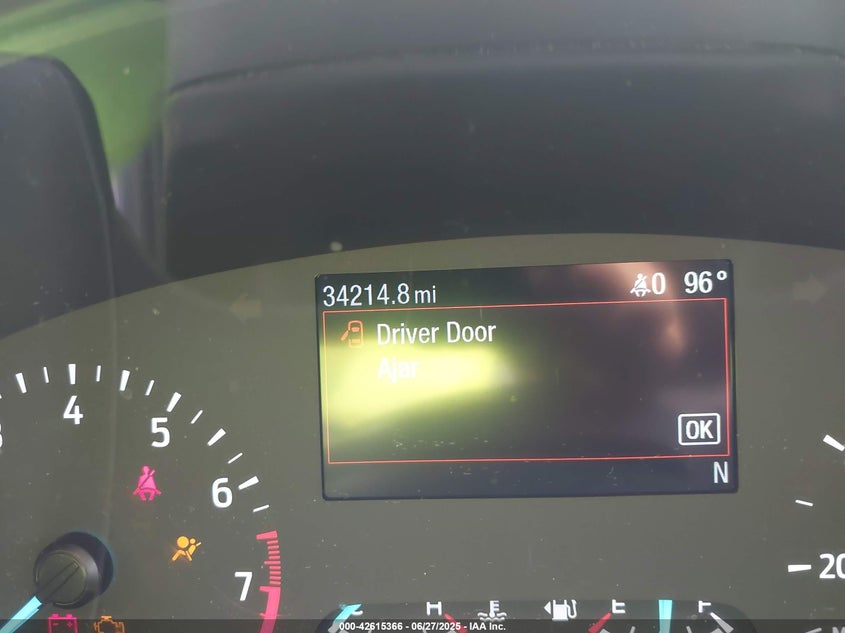 34214.8 mi
0 96°
Driver Door
Ajar
OK
N
4
5
6
7
20
C H E F
000-42615366 - 06/27/2025 - IAA Inc.